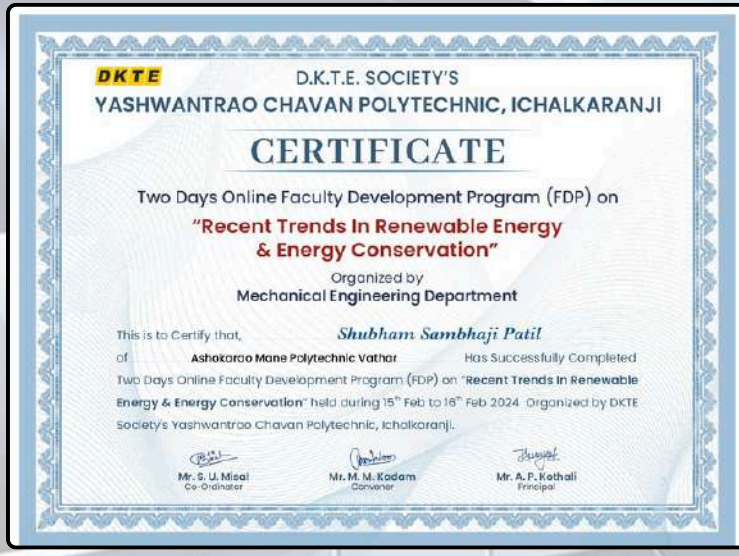 DKTE
D.K.T.E. SOCIETY'S
YASHWANTRAO CHAVAN POLYTECHNIC, ICHALKARANJI
CERTIFICATE
Two Days Online Faculty Development Program (FDP) on
"Recent Trends In Renewable Energy
& Energy Conservation"
Organized by
Mechanical Engineering Department
This is to Certify that, Shubham Sambhaji Patil
of Ashokarao Mane Polytechnic Vathar Has Successfully Completed
Two Days Online Faculty Development Program (FDP) on "Recent Trends In Renewable
Energy & Energy Conservation" held during 15th Feb to 16th Feb 2024 Organized by DKTE
Society's Yashwantrao Chavan Polytechnic, Ichalkaranji.
Mr. S. U. Misal Mr. M. M. Kadam Mr. A. P. Kothali
Co-Ordinator Convenor Principal